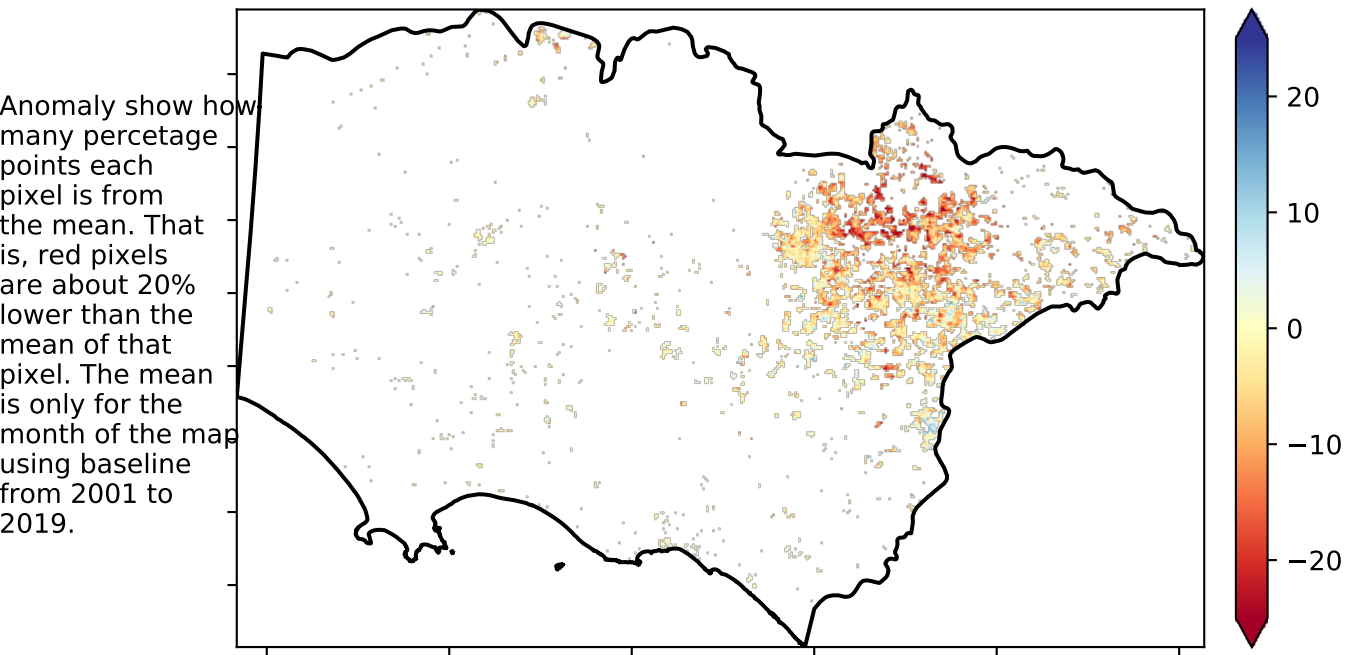 Anomaly show how
many percetage
points each
pixel is from
the mean. That
is, red pixels
are about 20%
lower than the
mean of that
pixel. The mean
is only for the
month of the map
using baseline
from 2001 to
2019.
20
10
0
−10
−20